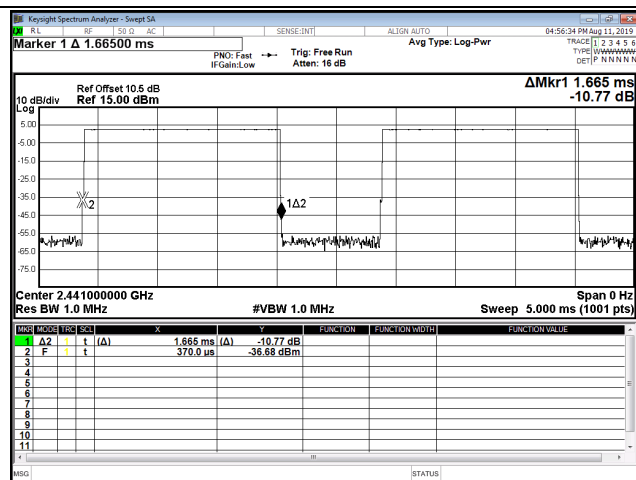 Keysight Spectrum Analyzer - Swept SA
RL RF 50 Ω AC SENSE:INT ALIGN AUTO 04:56:34 PM Aug 11, 2019
Marker 1 Δ 1.66500 ms
PNO: Fast
IFGain:Low
Trig: Free Run
Atten: 16 dB
Avg Type: Log-Pwr
TRACE 1 2 3 4 5 6
TYPE WWWWWW
DET P N N N N N
ΔMkr1 1.665 ms
-10.77 dB
Ref Offset 10.5 dB
Ref 15.00 dBm
10 dB/div
Log
5.00
-5.00
-15.0
-25.0
-35.0
-45.0
-55.0
-65.0
-75.0
2
1Δ2
Center 2.441000000 GHz Span 0 Hz
Res BW 1.0 MHz #VBW 1.0 MHz Sweep 5.000 ms (1001 pts)
MKR MODE TRC SCL X Y FUNCTION FUNCTION WIDTH FUNCTION VALUE
1 Δ2 1 t (Δ) 1.665 ms (Δ) -10.77 dB
2 F 1 t 370.0 µs -36.68 dBm
3
4
5
6
7
8
9
10
11
MSG STATUS